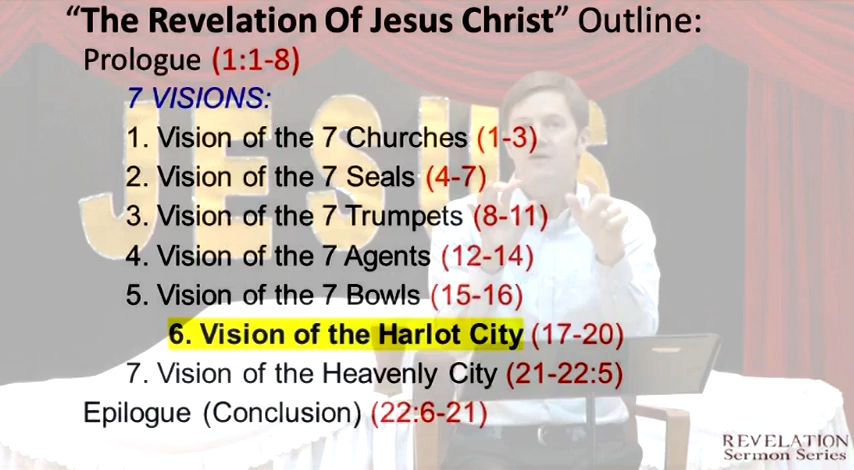 “The Revelation Of Jesus Christ” Outline:
Prologue (1:1-8)
7 VISIONS:
1. Vision of the 7 Churches (1-3)
2. Vision of the 7 Seals (4-7)
3. Vision of the 7 Trumpets (8-11)
4. Vision of the 7 Agents (12-14)
5. Vision of the 7 Bowls (15-16)
6. Vision of the Harlot City (17-20)
7. Vision of the Heavenly City (21-22:5)
Epilogue (Conclusion) (22:6-21)
JESUS
REVELATION
Sermon Series